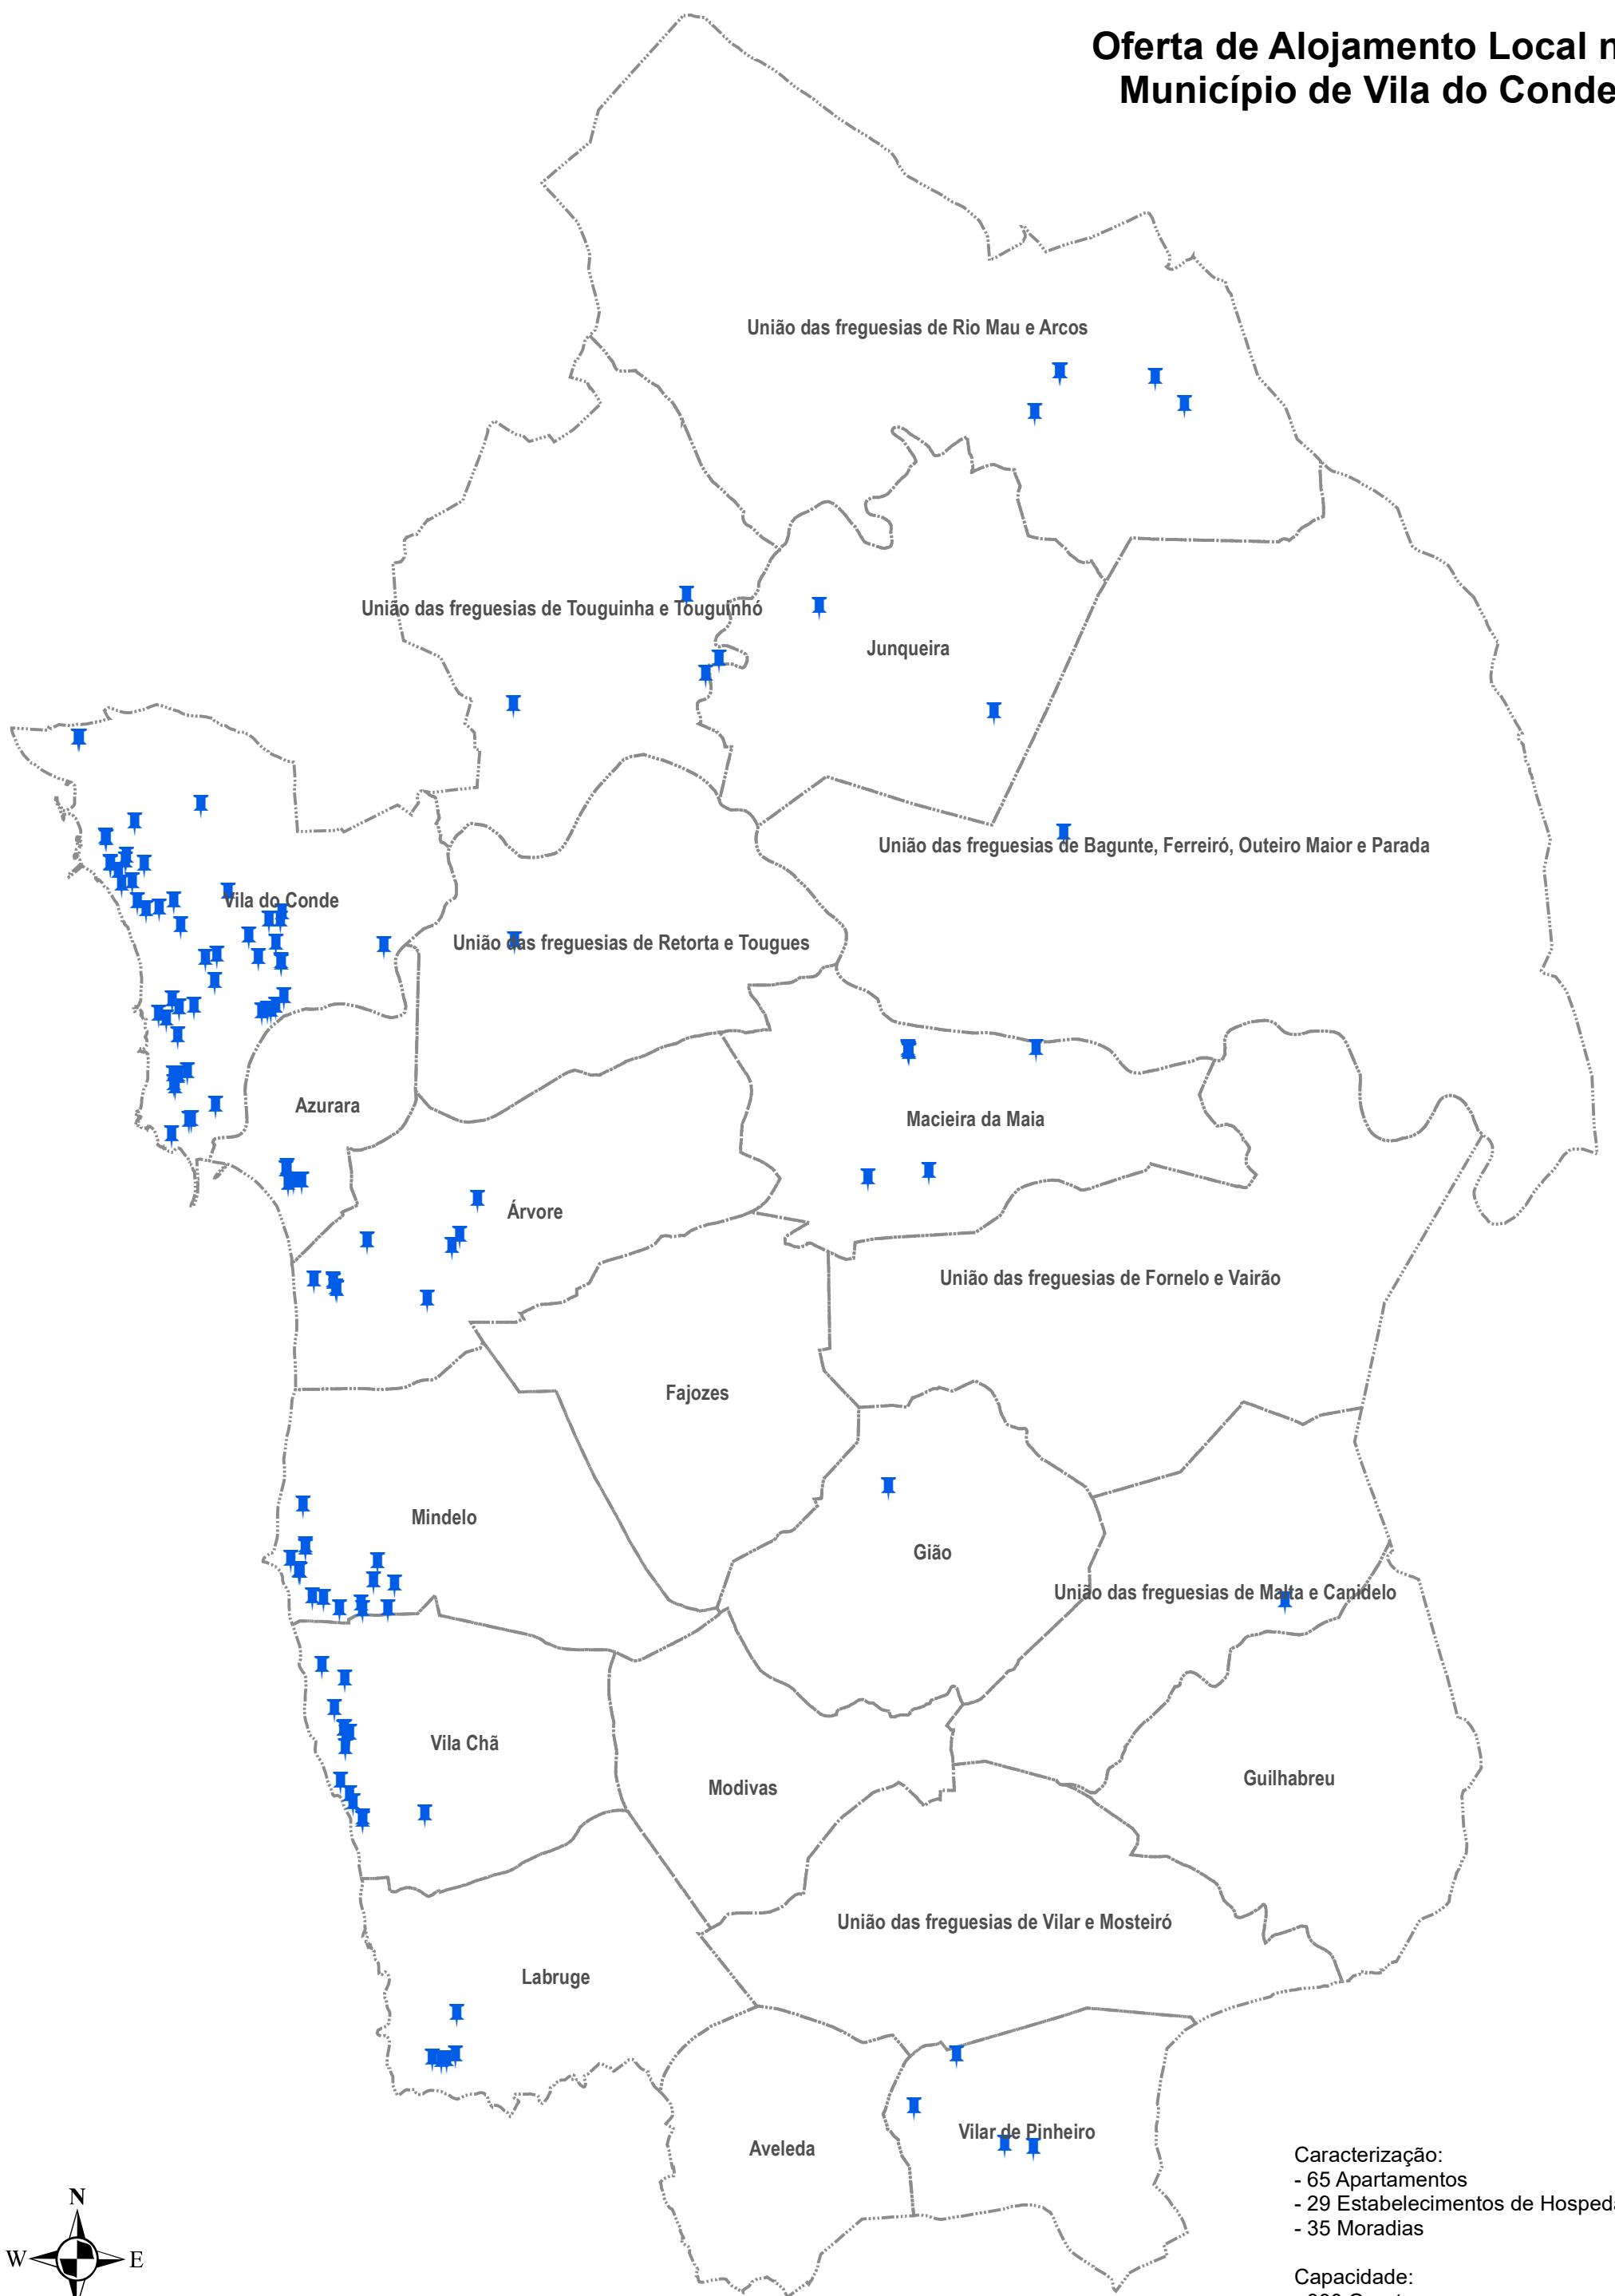 Oferta de Alojamento Local n
Município de Vila do Conde
União das freguesias de Rio Mau e Arcos
União das freguesias de Touguinha e Touguinhó
Junqueira
União das freguesias de Bagunte, Ferreiró, Outeiro Maior e Parada
Vila do Conde
União das freguesias de Retorta e Tougues
Azurara
Macieira da Maia
Árvore
União das freguesias de Fornelo e Vairão
Fajozes
Mindelo
Gião
União das freguesias de Malta e Canidelo
Vila Chã
Modivas
Guilhabreu
União das freguesias de Vilar e Mosteiró
Labruge
Vilar de Pinheiro
Aveleda
Caracterização:
- 65 Apartamentos
- 29 Estabelecimentos de Hosped
- 35 Moradias
Capacidade:
N
W E